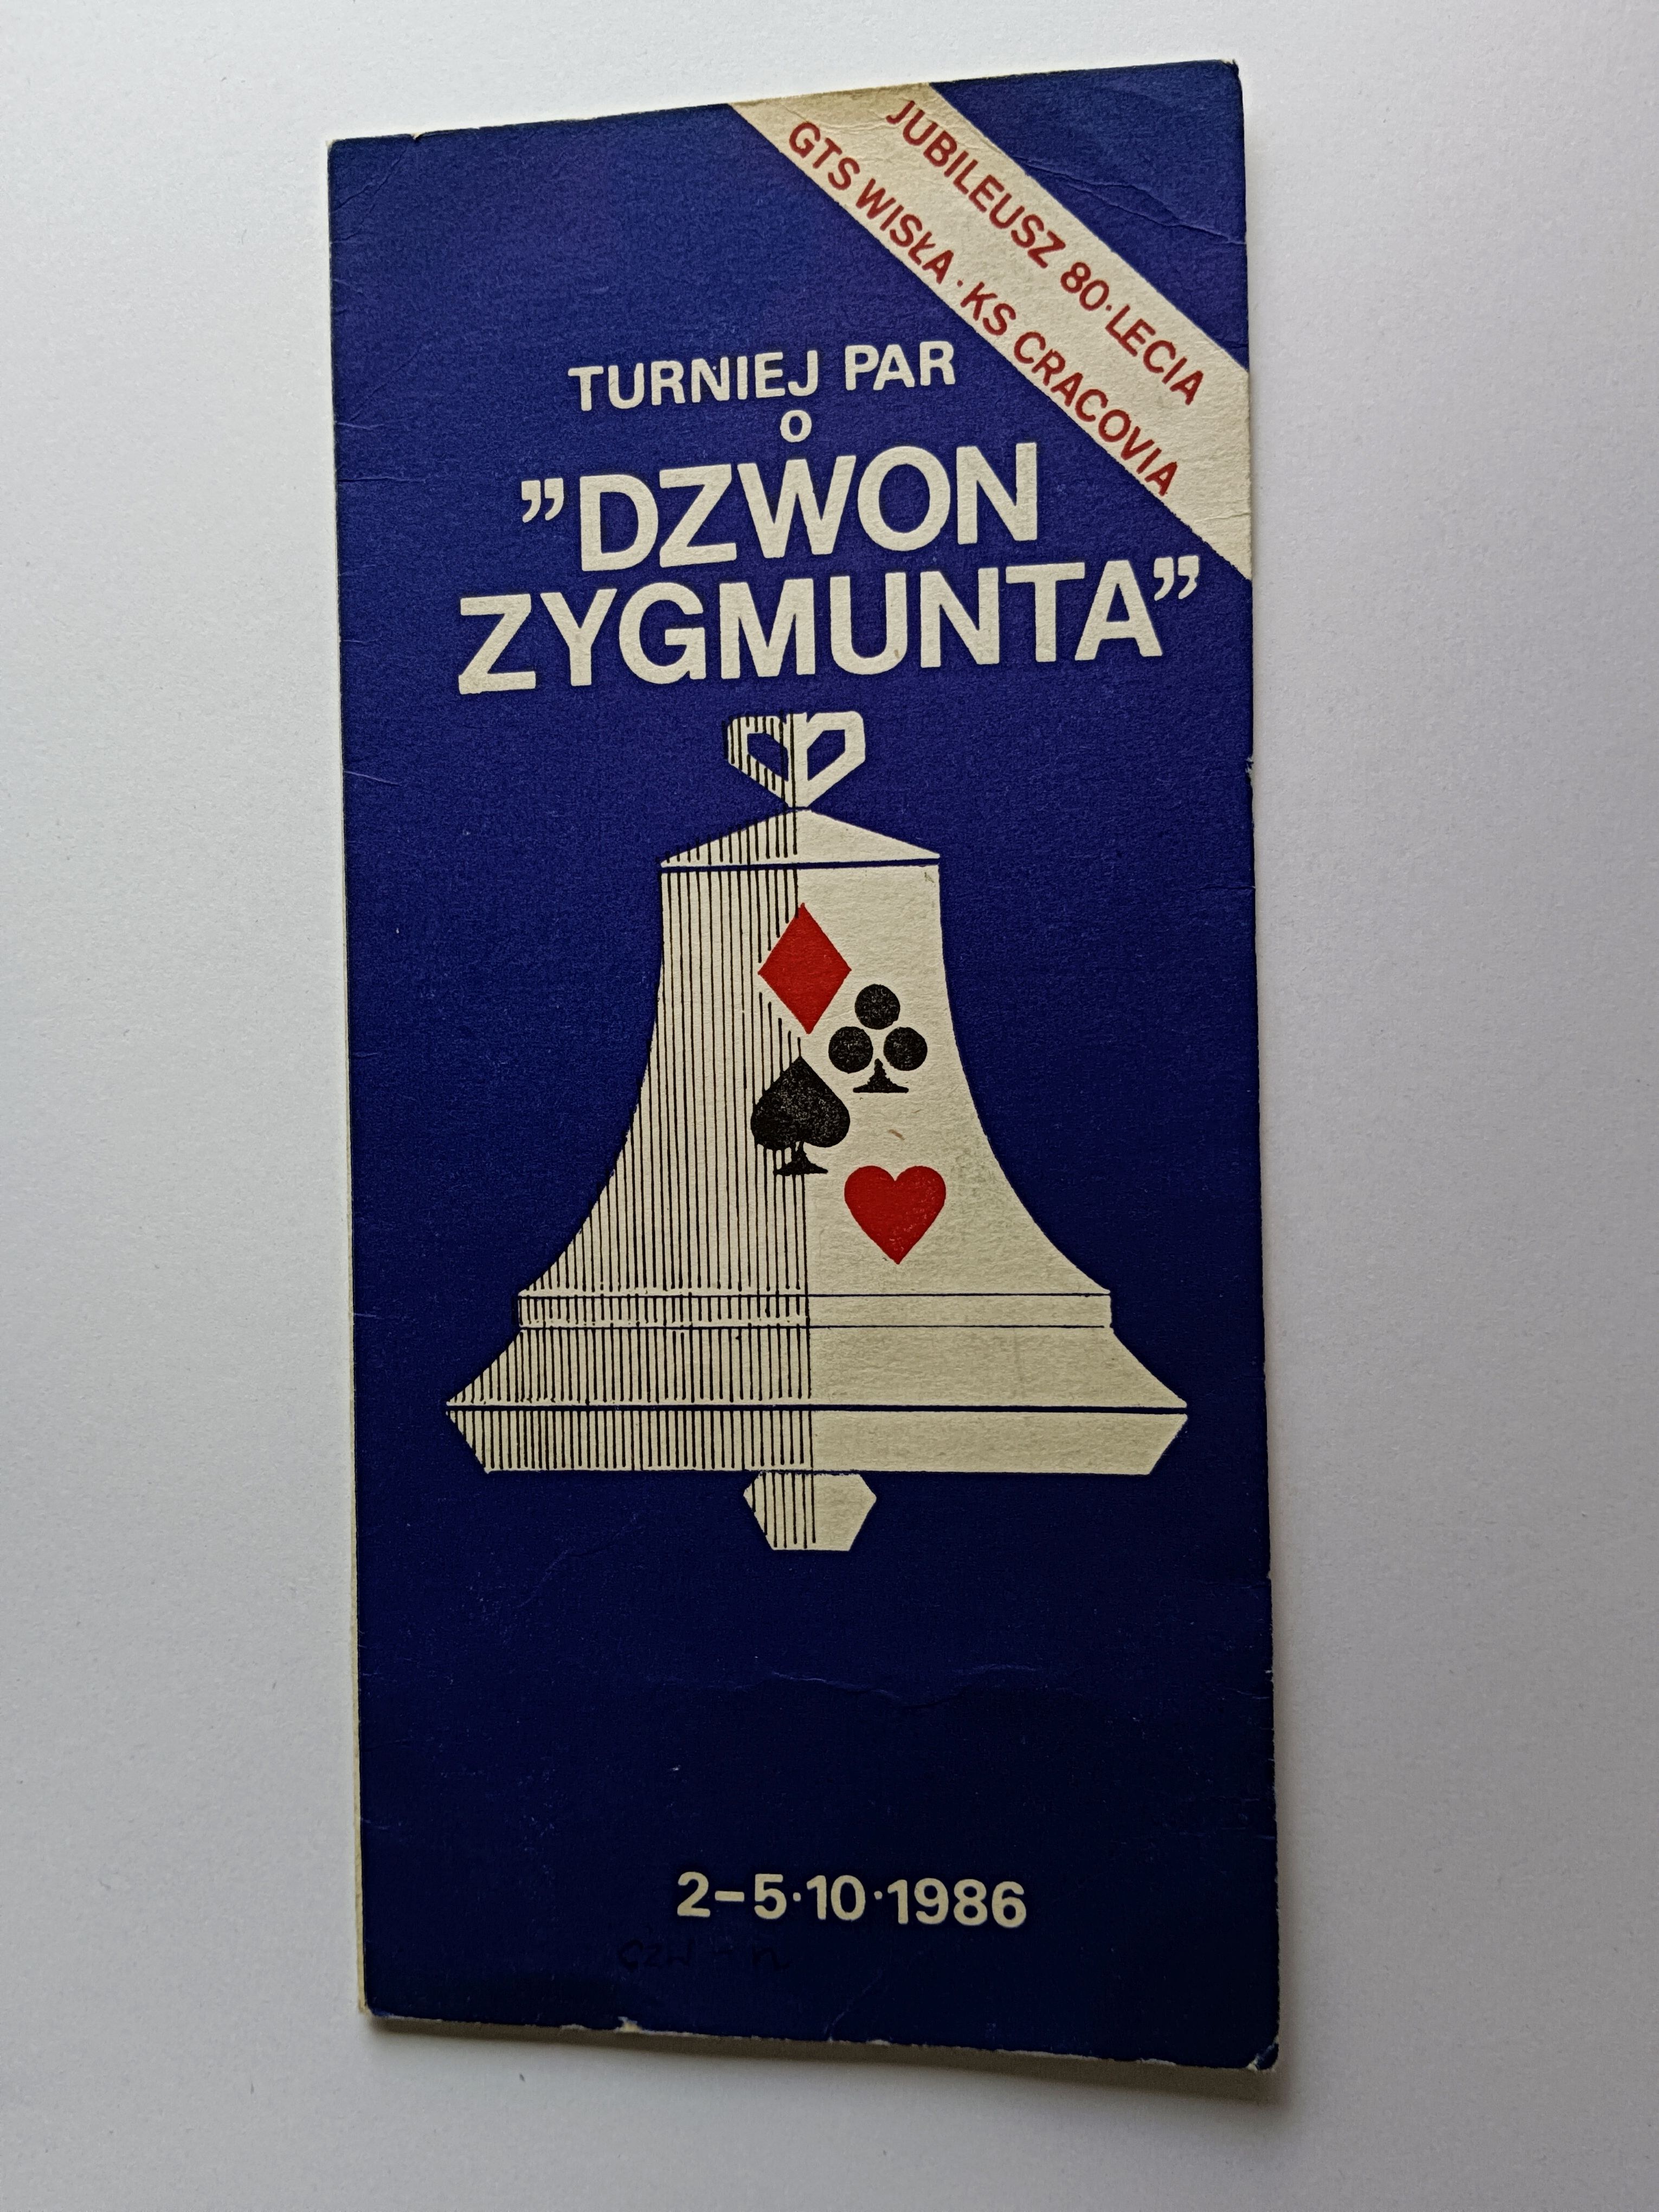 JUBILEUSZ 80·LECIA
GTS WISŁA · KS CRACOVIA
TURNIEJ PAR
O
"DZWON
ZYGMUNTA"
2–5·10·1986